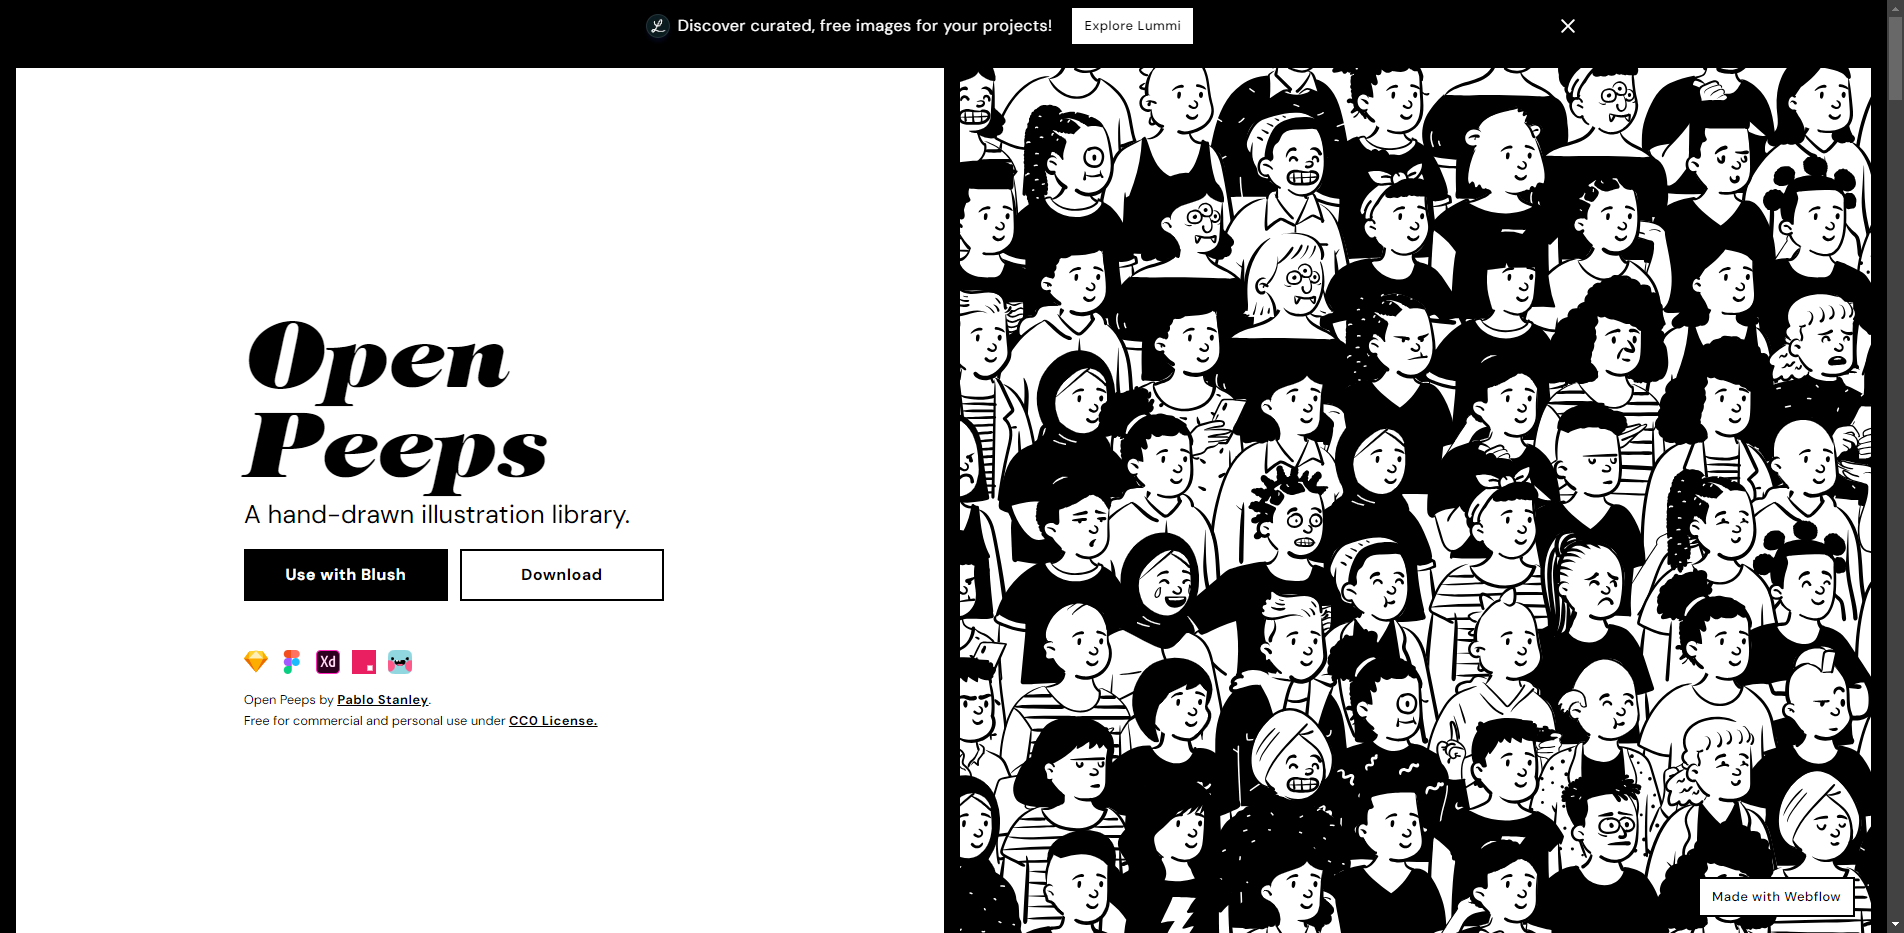 Discover curated, free images for your projects!
Explore Lummi
Open
Peeps
A hand-drawn illustration library.
Use with Blush
Download
Xd
Open Peeps by Pablo Stanley.
Free for commercial and personal use under CC0 License.
Made with Webflow